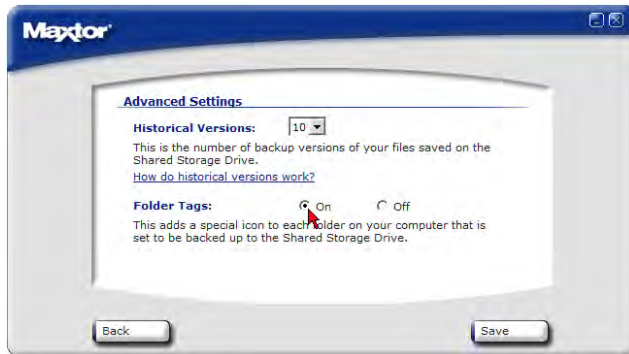 Maxtor
Advanced Settings
Historical Versions: 10
This is the number of backup versions of your files saved on the
Shared Storage Drive.
How do historical versions work?
Folder Tags: On Off
This adds a special icon to each folder on your computer that is
set to be backed up to the Shared Storage Drive.
Back Save